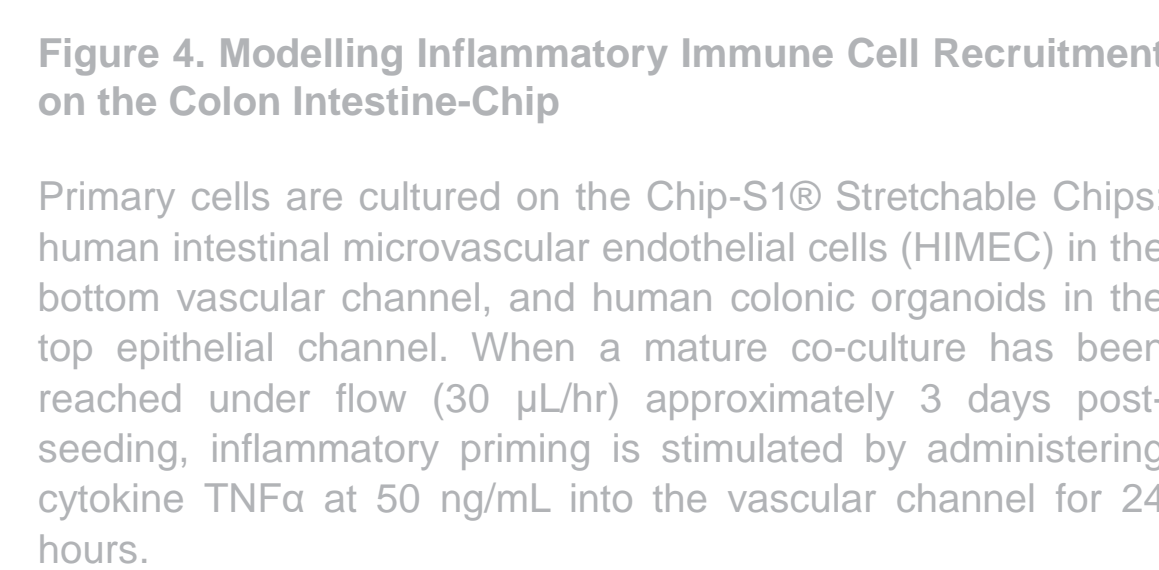 Figure 4. Modelling Inflammatory Immune Cell Recruitment
on the Colon Intestine-Chip
Primary cells are cultured on the Chip-S1® Stretchable Chips:
human intestinal microvascular endothelial cells (HIMEC) in the
bottom vascular channel, and human colonic organoids in the
top epithelial channel. When a mature co-culture has been
reached under flow (30 µL/hr) approximately 3 days post-
seeding, inflammatory priming is stimulated by administering
cytokine TNFα at 50 ng/mL into the vascular channel for 24
hours.